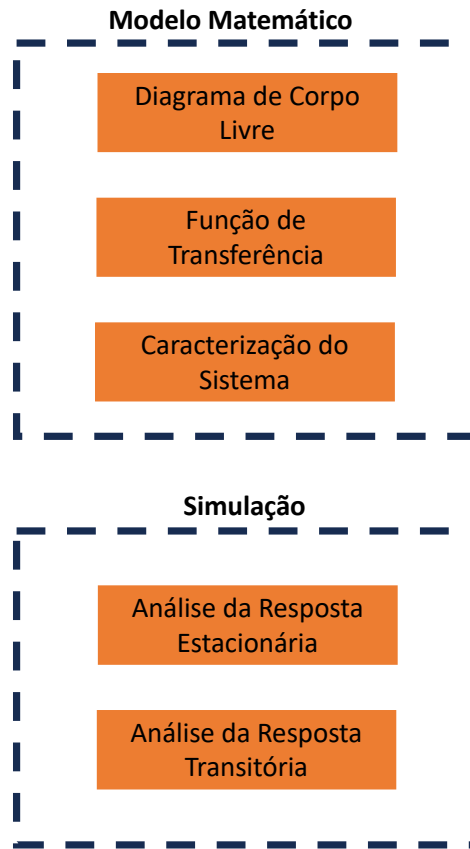 Modelo Matemático
Diagrama de Corpo
Livre
Função de
Transferência
Caracterização do
Sistema
Simulação
Análise da Resposta
Estacionária
Análise da Resposta
Transitória